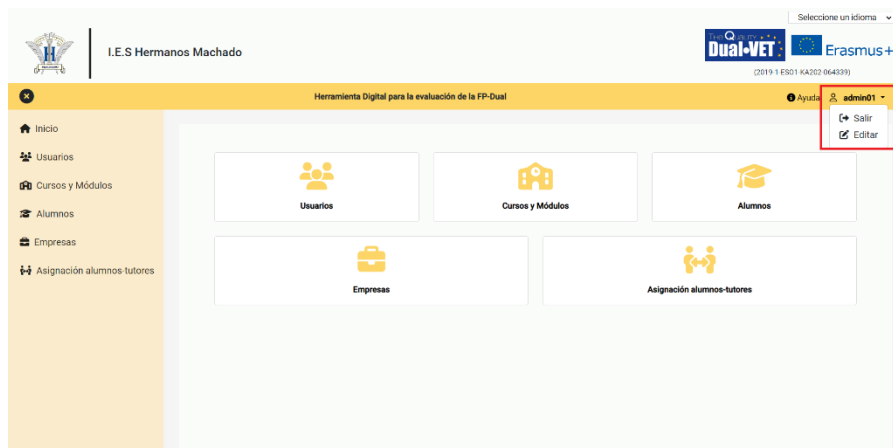 Seleccione un idioma
I.E.S Hermanos Machado
THE QUALITY
Dual-VET
Erasmus+
(2019-1-ES01-KA202-064339)
Herramienta Digital para la evaluación de la FP-Dual
Ayuda
admin01
Salir
Editar
Inicio
Usuarios
Cursos y Módulos
Alumnos
Empresas
Asignación alumnos-tutores
Usuarios
Cursos y Módulos
Alumnos
Empresas
Asignación alumnos-tutores